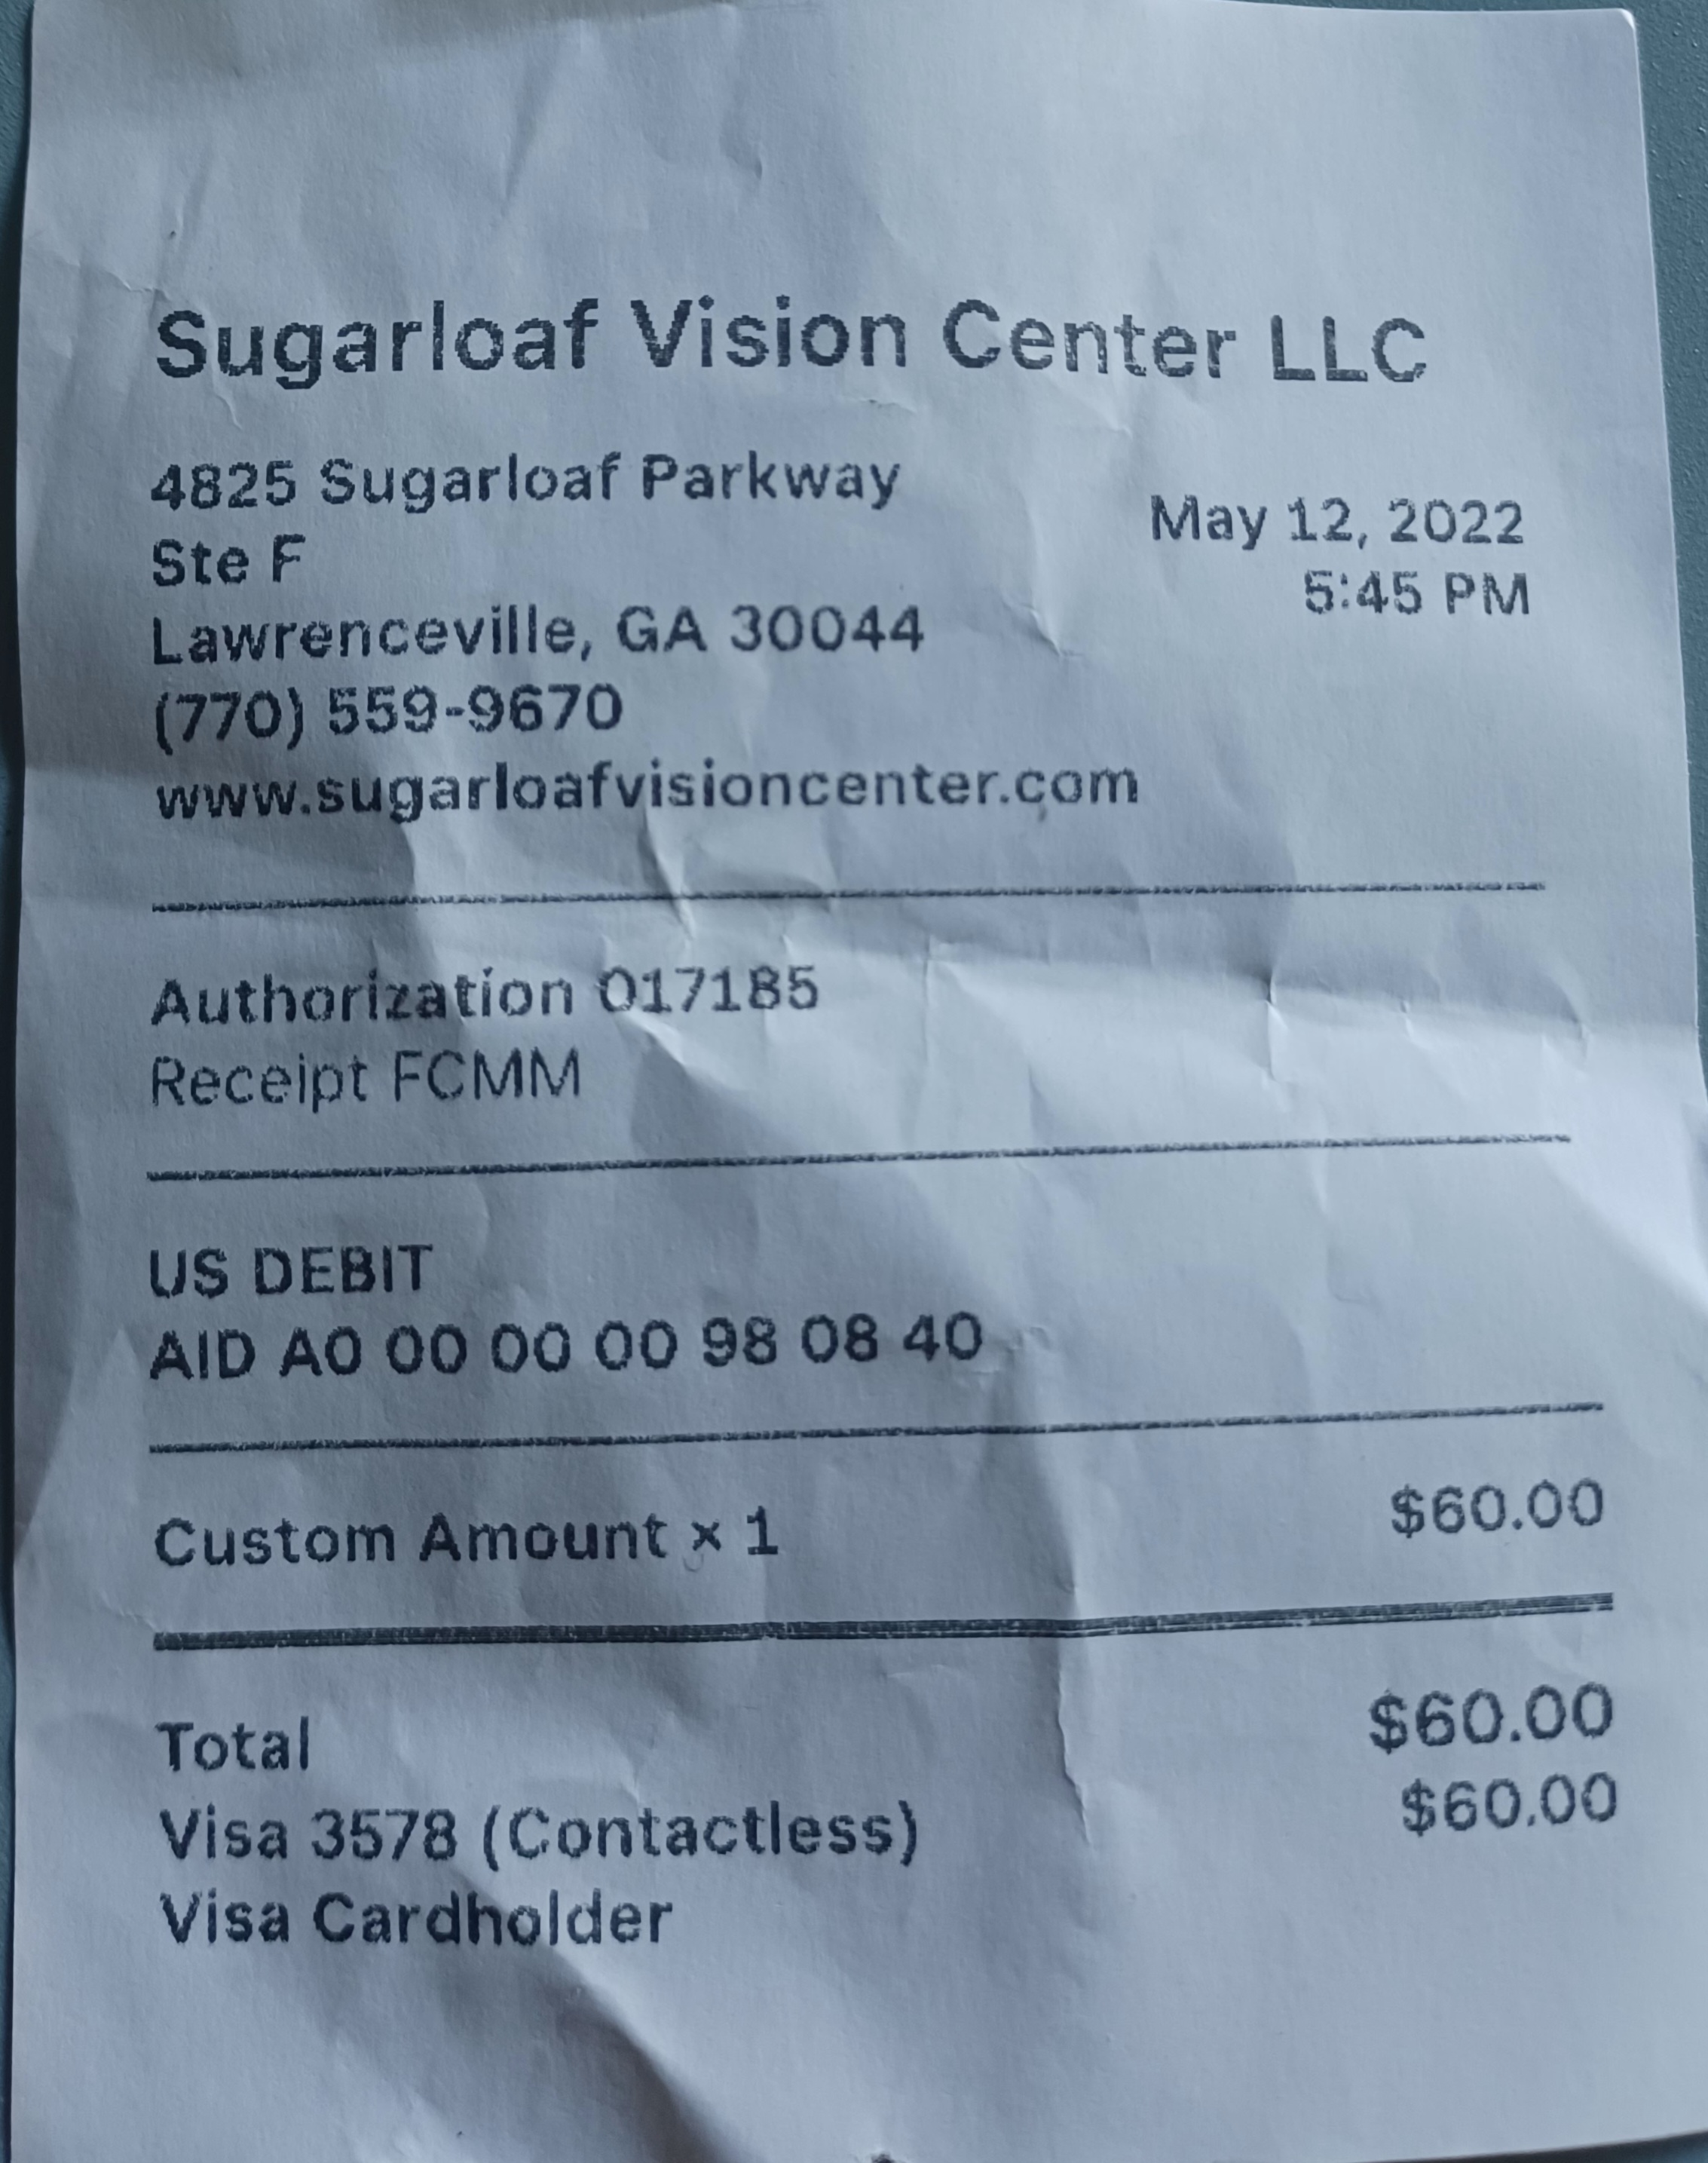 Sugarloaf Vision Center LLC
4825 Sugarloaf Parkway
Ste F
Lawrenceville, GA 30044
(770) 559-9670
www.sugarloafvisioncenter.com
May 12, 2022
5:45 PM
Authorization 017185
Receipt FCMM
US DEBIT
AID A0 00 00 00 98 08 40
Custom Amount × 1 $60.00
Total $60.00
Visa 3578 (Contactless) $60.00
Visa Cardholder